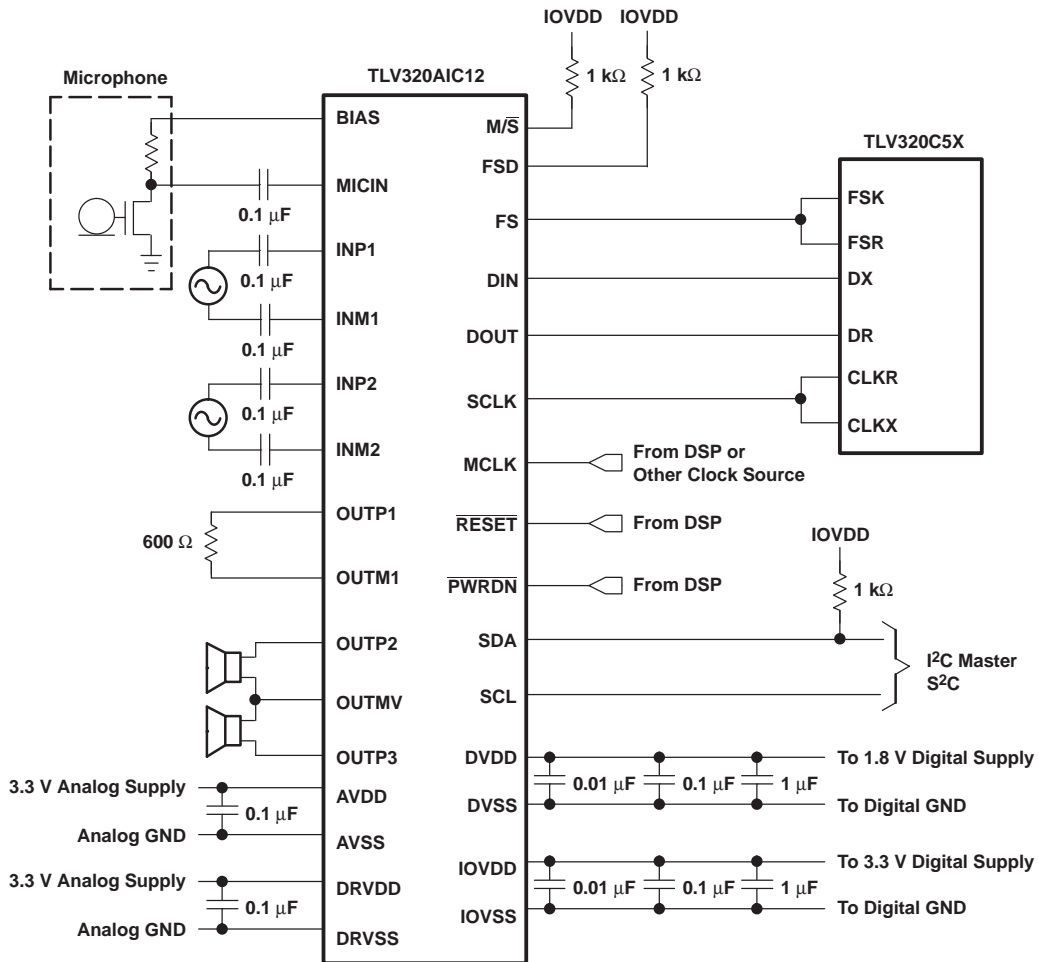 IOVDD
IOVDD
Microphone
TLV320AIC12
1 kΩ
1 kΩ
TLV320C5X
BIAS
M/S̅
FSD
MICIN
0.1 μF
FS
FSK
FSR
INP1
0.1 μF
DIN
DX
INM1
0.1 μF
DOUT
DR
INP2
0.1 μF
SCLK
CLKR
CLKX
INM2
0.1 μF
MCLK
From DSP or
Other Clock Source
OUTP1
R̅E̅S̅E̅T̅
From DSP
600 Ω
OUTM1
P̅W̅R̅D̅N̅
From DSP
IOVDD
1 kΩ
OUTP2
SDA
I²C Master
S²C
OUTMV
SCL
OUTP3
DVDD
To 1.8 V Digital Supply
3.3 V Analog Supply
AVDD
0.1 μF
0.01 μF
0.1 μF
1 μF
DVSS
To Digital GND
Analog GND
AVSS
IOVDD
To 3.3 V Digital Supply
3.3 V Analog Supply
DRVDD
0.1 μF
0.01 μF
0.1 μF
1 μF
IOVSS
To Digital GND
Analog GND
DRVSS